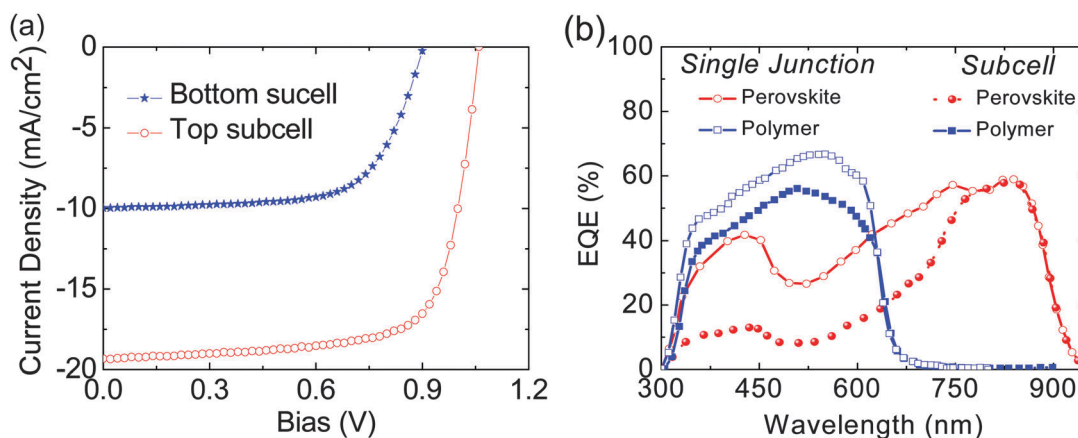 (a)
0
-5
-10
-15
-20
Current Density (mA/cm2)
Bottom sucell
Top subcell
0.0 0.3 0.6 0.9 1.2
Bias (V)
(b)
100
80
60
40
20
0
EQE (%)
Single Junction Subcell
Perovskite Perovskite
Polymer Polymer
300 450 600 750 900
Wavelength (nm)